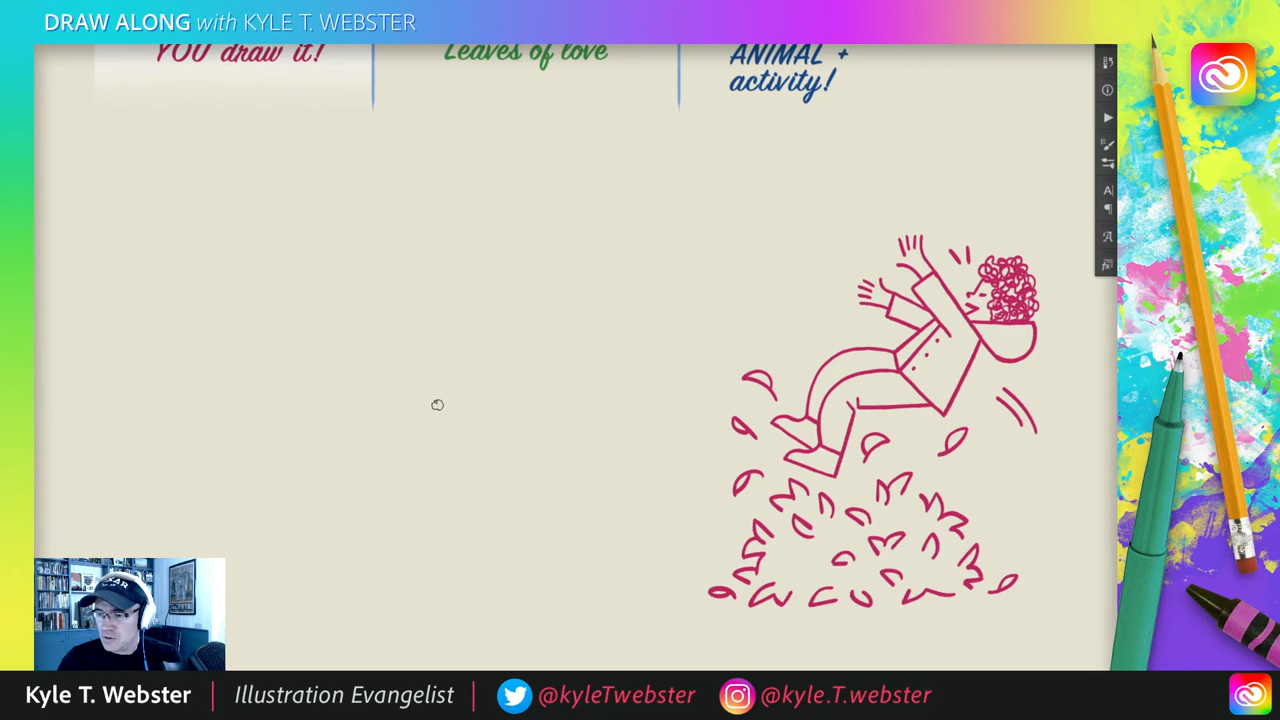 DRAW ALONG with KYLE T. WEBSTER
YOU draw it!
Leaves of love
ANIMAL +
activity!
Kyle T. Webster | Illustration Evangelist | @kyleTwebster @kyle.T.webster